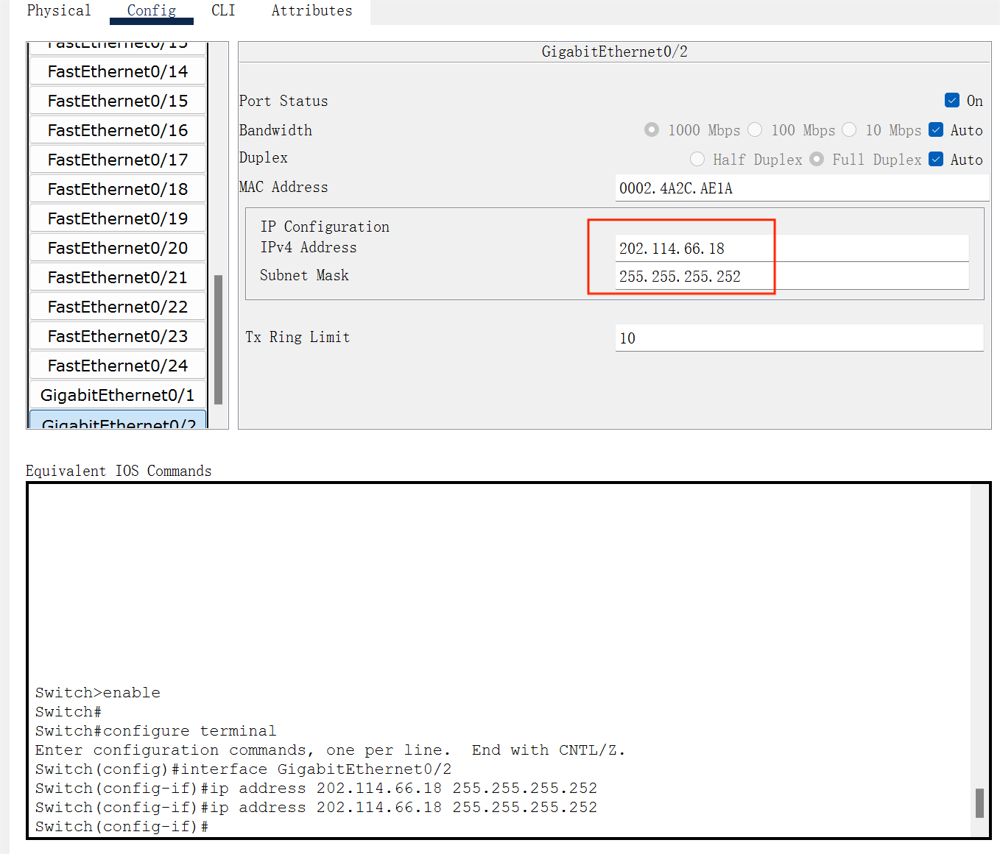 Physical Config CLI Attributes
FastEthernet0/14
FastEthernet0/15
FastEthernet0/16
FastEthernet0/17
FastEthernet0/18
FastEthernet0/19
FastEthernet0/20
FastEthernet0/21
FastEthernet0/22
FastEthernet0/23
FastEthernet0/24
GigabitEthernet0/1
GigabitEthernet0/2
GigabitEthernet0/2
Port Status On
Bandwidth 1000 Mbps 100 Mbps 10 Mbps Auto
Duplex Half Duplex Full Duplex Auto
MAC Address 0002.4A2C.AE1A
IP Configuration
IPv4 Address 202.114.66.18
Subnet Mask 255.255.255.252
Tx Ring Limit 10
Equivalent IOS Commands
Switch>enable
Switch#
Switch#configure terminal
Enter configuration commands, one per line.  End with CNTL/Z.
Switch(config)#interface GigabitEthernet0/2
Switch(config-if)#ip address 202.114.66.18 255.255.255.252
Switch(config-if)#ip address 202.114.66.18 255.255.255.252
Switch(config-if)#